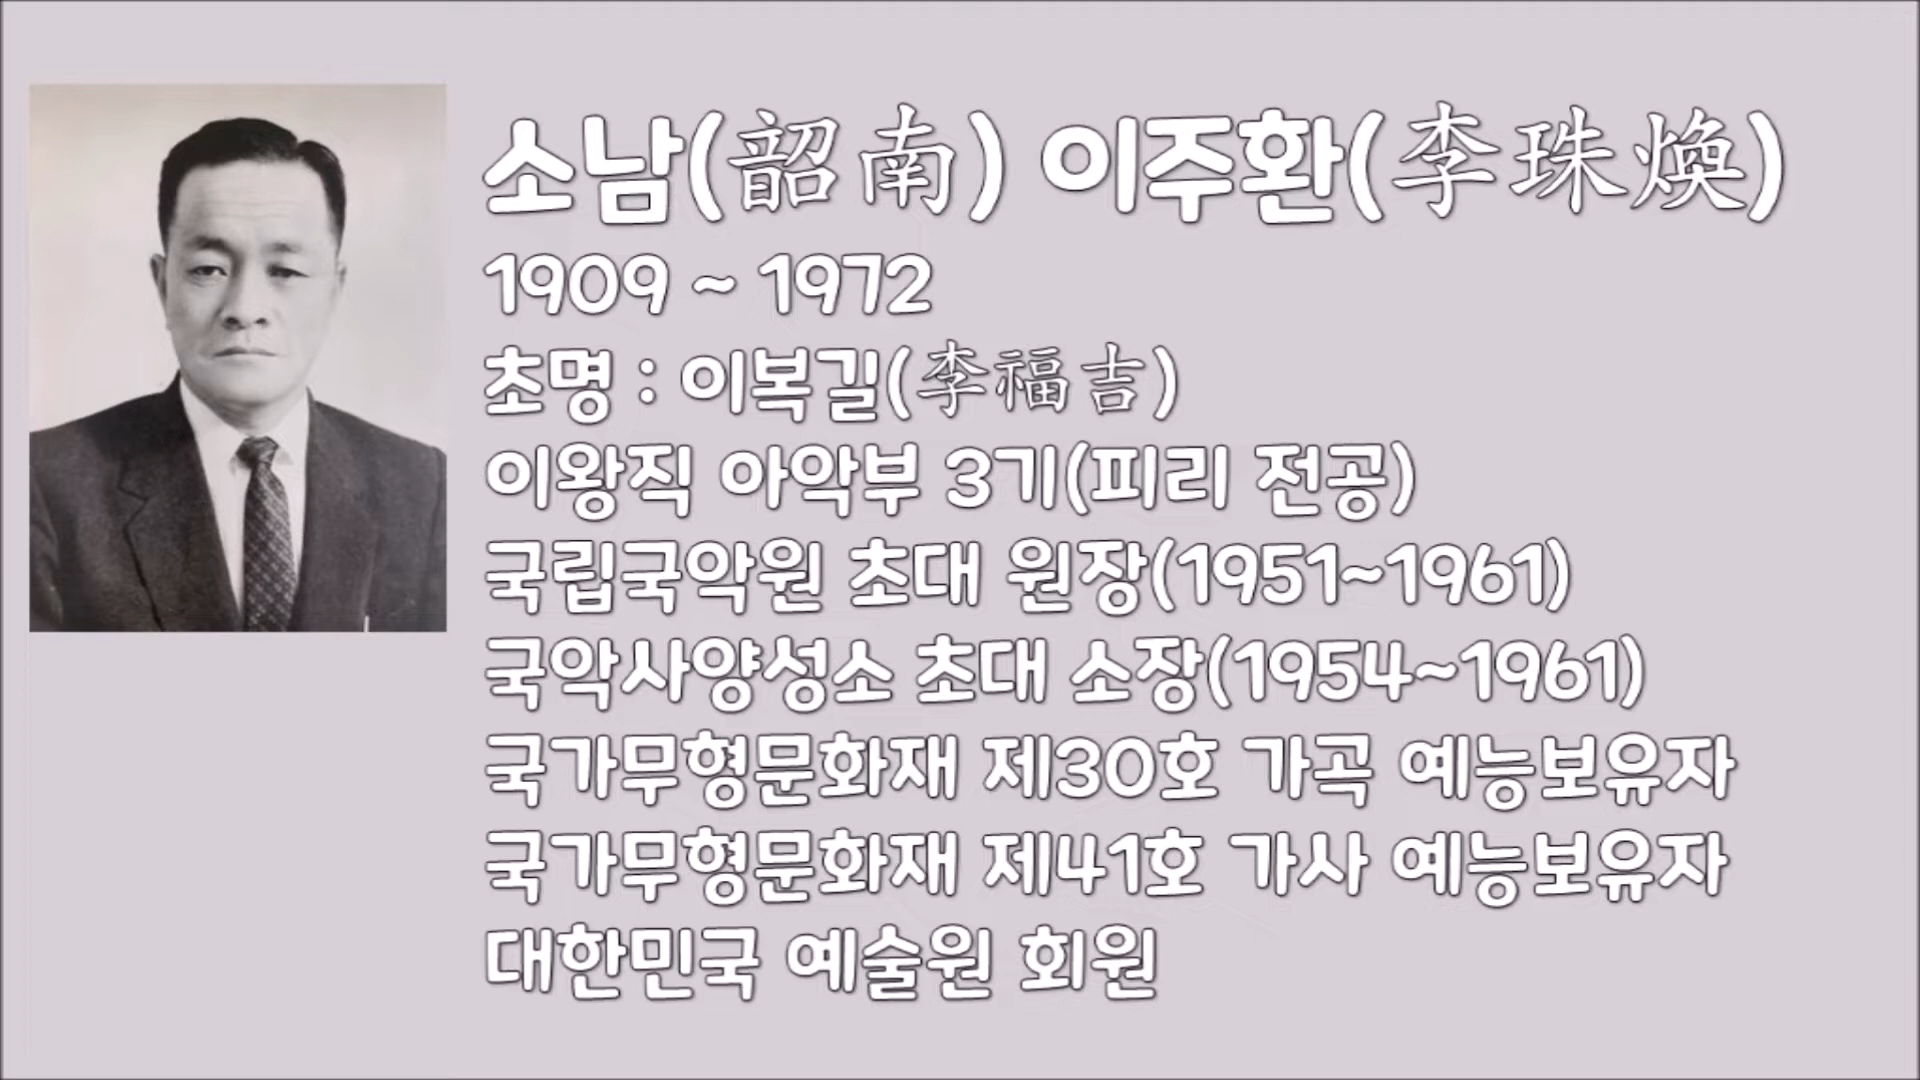 소남(韶南) 이주환(李珠煥)
1909 ~ 1972
초명 : 이복길(李福吉)
이왕직 아악부 3기(피리 전공)
국립국악원 초대 원장(1951~1961)
국악사양성소 초대 소장(1954~1961)
국가무형문화재 제30호 가곡 예능보유자
국가무형문화재 제41호 가사 예능보유자
대한민국 예술원 회원